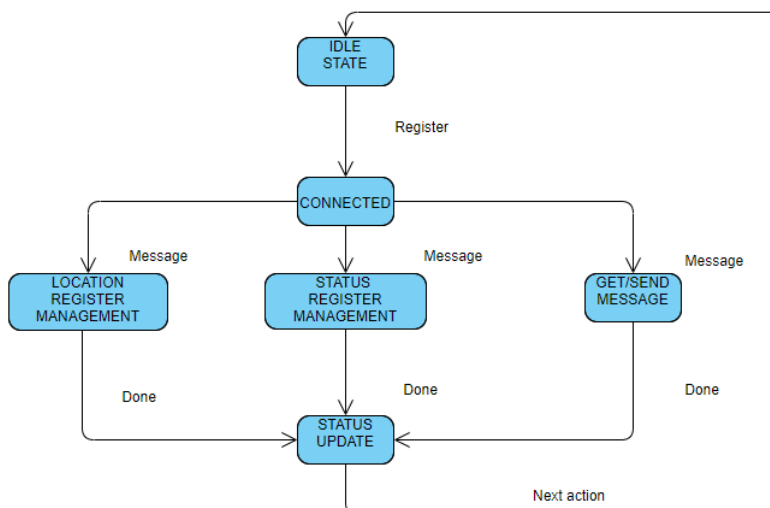 IDLE
STATE
Register
CONNECTED
Message
Message
Message
LOCATION
REGISTER
MANAGEMENT
STATUS
REGISTER
MANAGEMENT
GET/SEND
MESSAGE
Done
Done
Done
STATUS
UPDATE
Next action